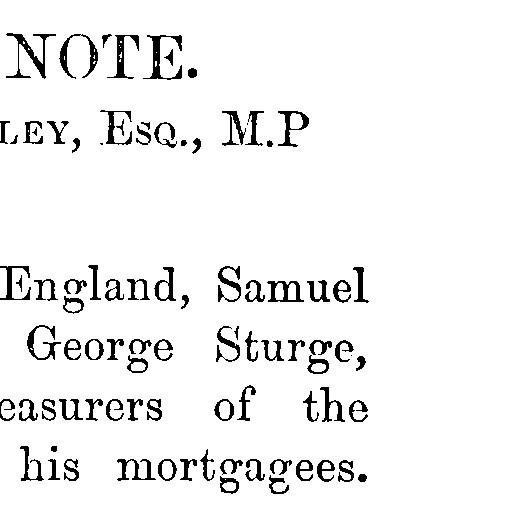 NOTE.
LEY, ESQ., M.P
England, Samuel
George Sturge,
easurers of the
his mortgagees.